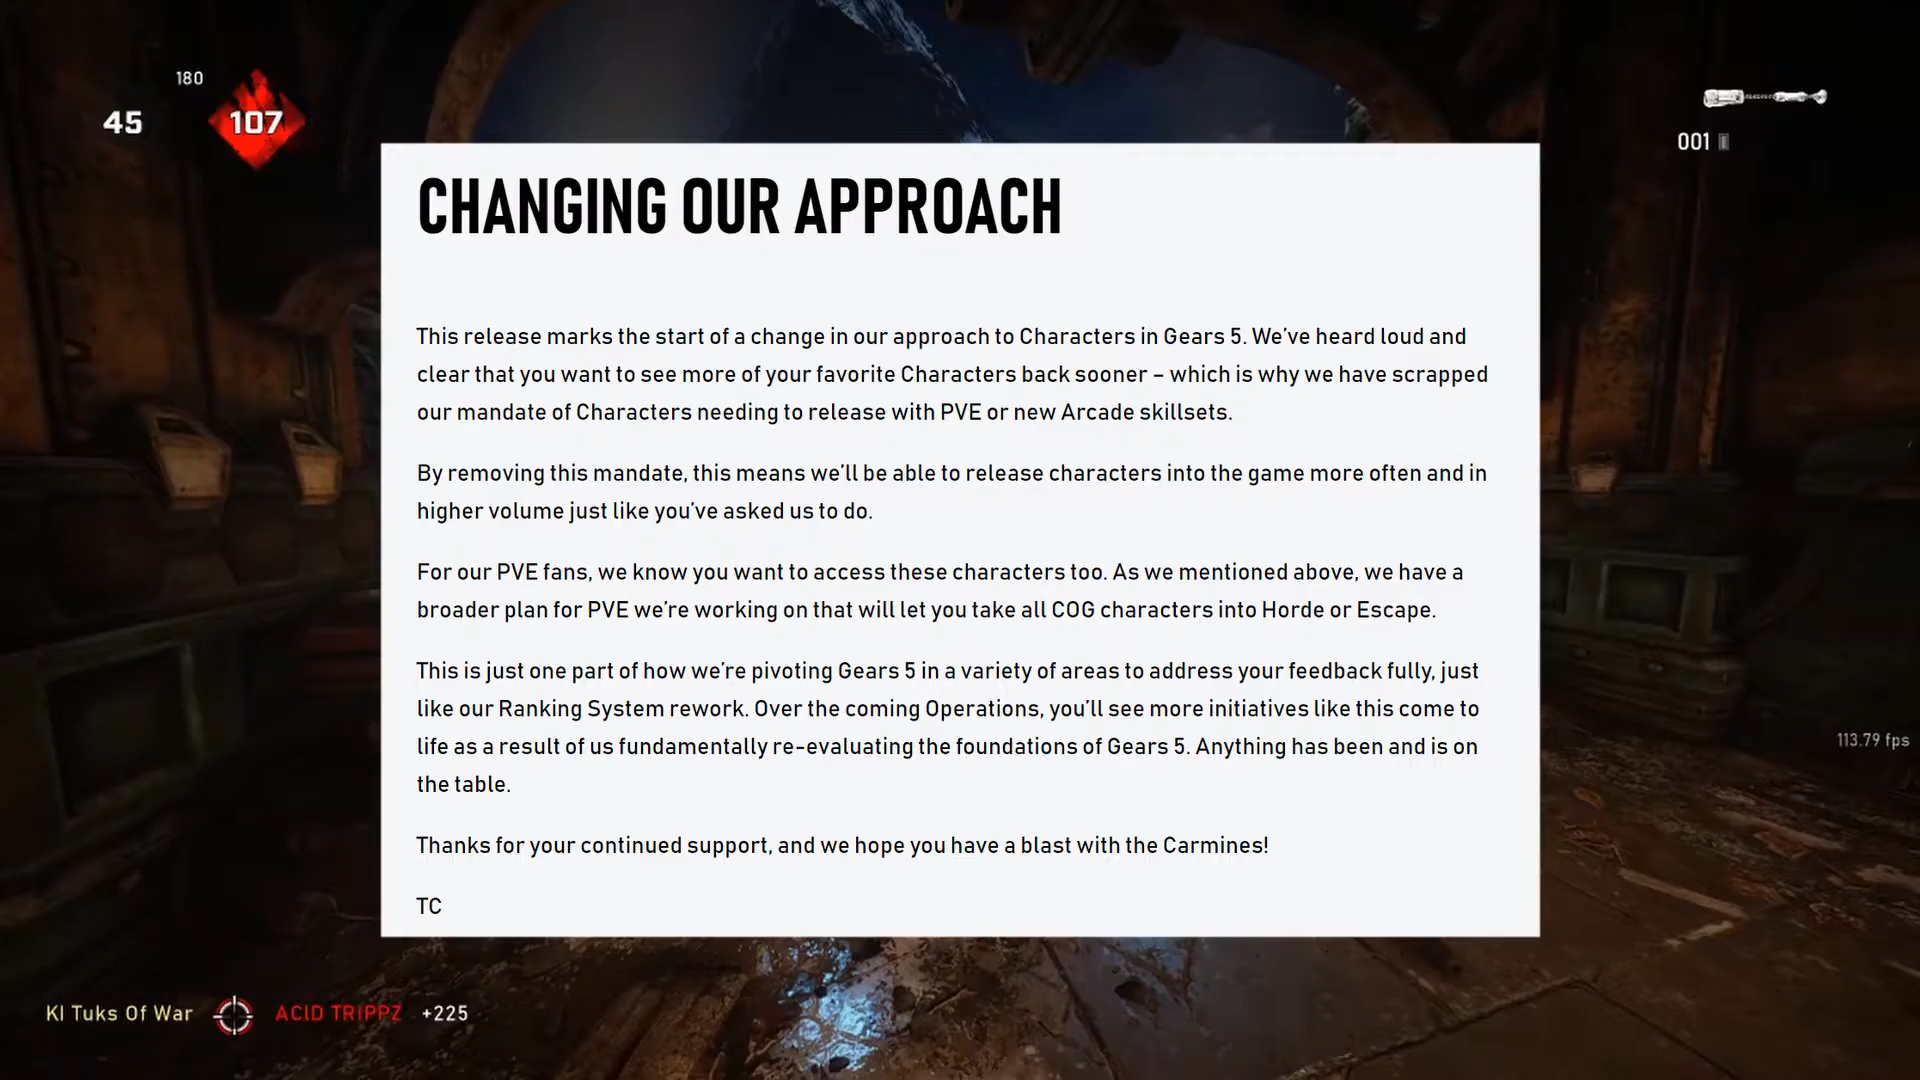 180
45
107
001
CHANGING OUR APPROACH
This release marks the start of a change in our approach to Characters in Gears 5. We’ve heard loud and
clear that you want to see more of your favorite Characters back sooner – which is why we have scrapped
our mandate of Characters needing to release with PVE or new Arcade skillsets.
By removing this mandate, this means we’ll be able to release characters into the game more often and in
higher volume just like you’ve asked us to do.
For our PVE fans, we know you want to access these characters too. As we mentioned above, we have a
broader plan for PVE we’re working on that will let you take all COG characters into Horde or Escape.
This is just one part of how we’re pivoting Gears 5 in a variety of areas to address your feedback fully, just
like our Ranking System rework. Over the coming Operations, you’ll see more initiatives like this come to
life as a result of us fundamentally re-evaluating the foundations of Gears 5. Anything has been and is on
the table.
Thanks for your continued support, and we hope you have a blast with the Carmines!
TC
113.79 fps
KI Tuks Of War ACID TRIPPZ +225